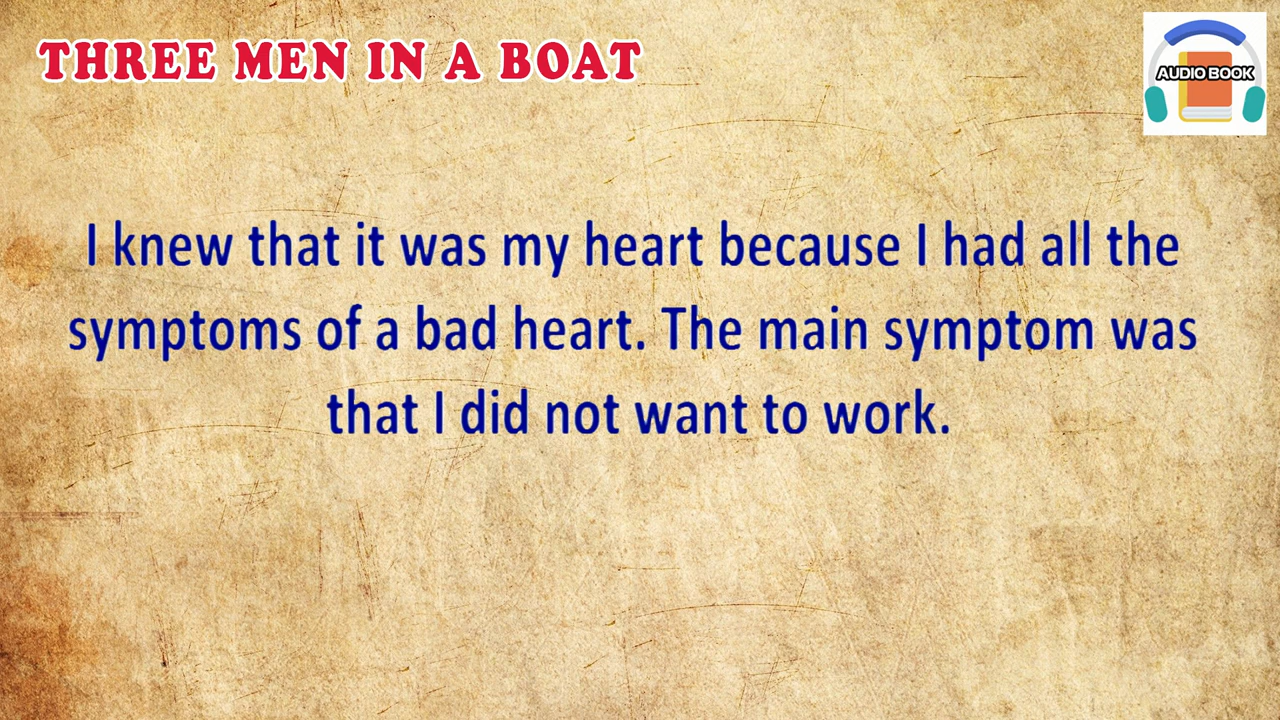 THREE MEN IN A BOAT
AUDIO BOOK
I knew that it was my heart because I had all the
symptoms of a bad heart. The main symptom was
that I did not want to work.